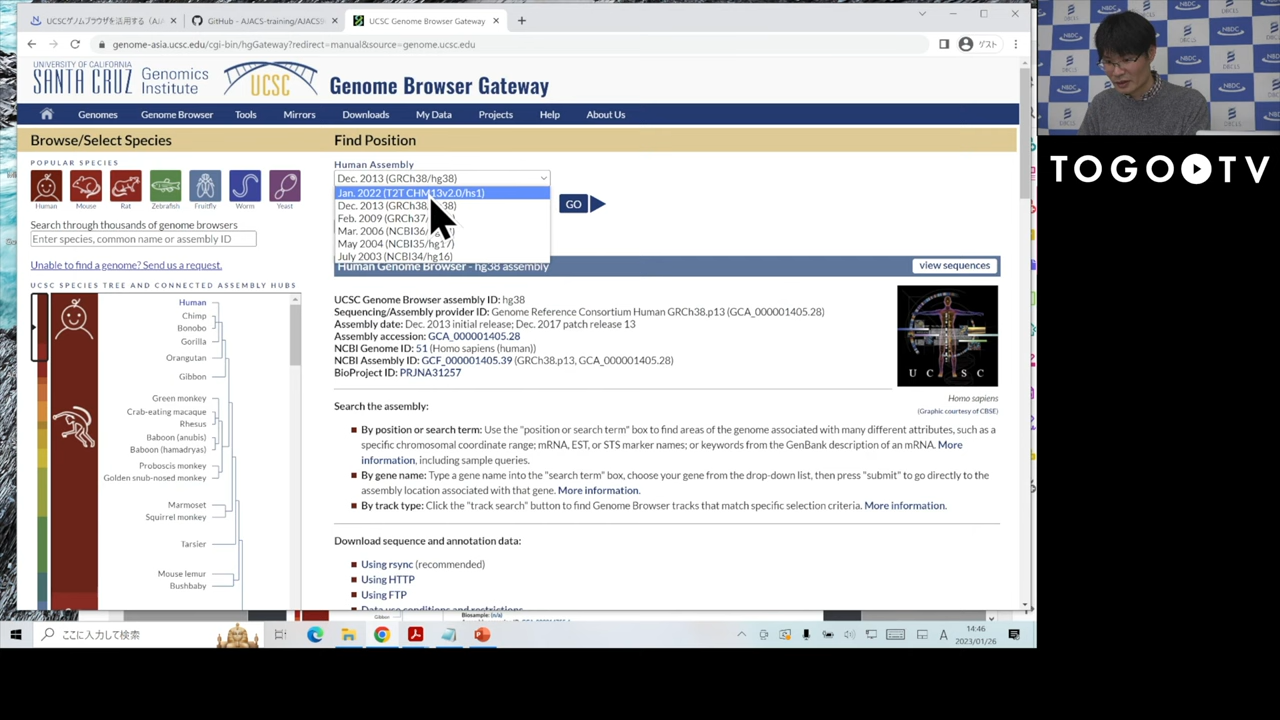 UCSCゲノムブラウザを活用する（AJ
GitHub - AJACS-training/AJACS9
UCSC Genome Browser Gateway
genome-asia.ucsc.edu/cgi-bin/hgGateway?redirect=manual&source=genome.ucsc.edu
ゲスト
UNIVERSITY OF CALIFORNIA
SANTA CRUZ
Genomics
Institute
UCSC
Genome Browser Gateway
Genomes
Genome Browser
Tools
Mirrors
Downloads
My Data
Projects
Help
About Us
Browse/Select Species
POPULAR SPECIES
Human
Mouse
Rat
Zebrafish
Fruitfly
Worm
Yeast
Search through thousands of genome browsers
Enter species, common name or assembly ID
Unable to find a genome? Send us a request.
UCSC SPECIES TREE AND CONNECTED ASSEMBLY HUBS
Human
Chimp
Bonobo
Gorilla
Orangutan
Gibbon
Green monkey
Crab-eating macaque
Rhesus
Baboon (anubis)
Baboon (hamadryas)
Proboscis monkey
Golden snub-nosed monkey
Marmoset
Squirrel monkey
Tarsier
Mouse lemur
Bushbaby
Find Position
Human Assembly
Dec. 2013 (GRCh38/hg38)
Jan. 2022 (T2T CHM13v2.0/hs1)
Dec. 2013 (GRCh38
Feb. 2009 (GRCh37/
Mar. 2006 (NCBI36/
May 2004 (NCBI35/hg17)
July 2003 (NCBI34/hg16)
GO
Human Genome Browser - hg38 assembly
view sequences
UCSC Genome Browser assembly ID: hg38
Sequencing/Assembly provider ID: Genome Reference Consortium Human GRCh38.p13 (GCA_000001405.28)
Assembly date: Dec. 2013 initial release; Dec. 2017 patch release 13
Assembly accession: GCA_000001405.28
NCBI Genome ID: 51 (Homo sapiens (human))
NCBI Assembly ID: GCF_000001405.39 (GRCh38.p13, GCA_000001405.28)
BioProject ID: PRJNA31257
U C S C
Homo sapiens
(Graphic courtesy of CBSE)
Search the assembly:
By position or search term: Use the "position or search term" box to find areas of the genome associated with many different attributes, such as a
specific chromosomal coordinate range; mRNA, EST, or STS marker names; or keywords from the GenBank description of an mRNA. More
information, including sample queries.
By gene name: Type a gene name into the "search term" box, choose your gene from the drop-down list, then press "submit" to go directly to the
assembly location associated with that gene. More information.
By track type: Click the "track search" button to find Genome Browser tracks that match specific selection criteria. More information.
Download sequence and annotation data:
Using rsync (recommended)
Using HTTP
Using FTP
Data use conditions and restrictions
Gibbon
Biosample: (n/a)
ここに入力して検索
A
14:46
2023/01/26
NBDC
DBCLS
TOGO TV